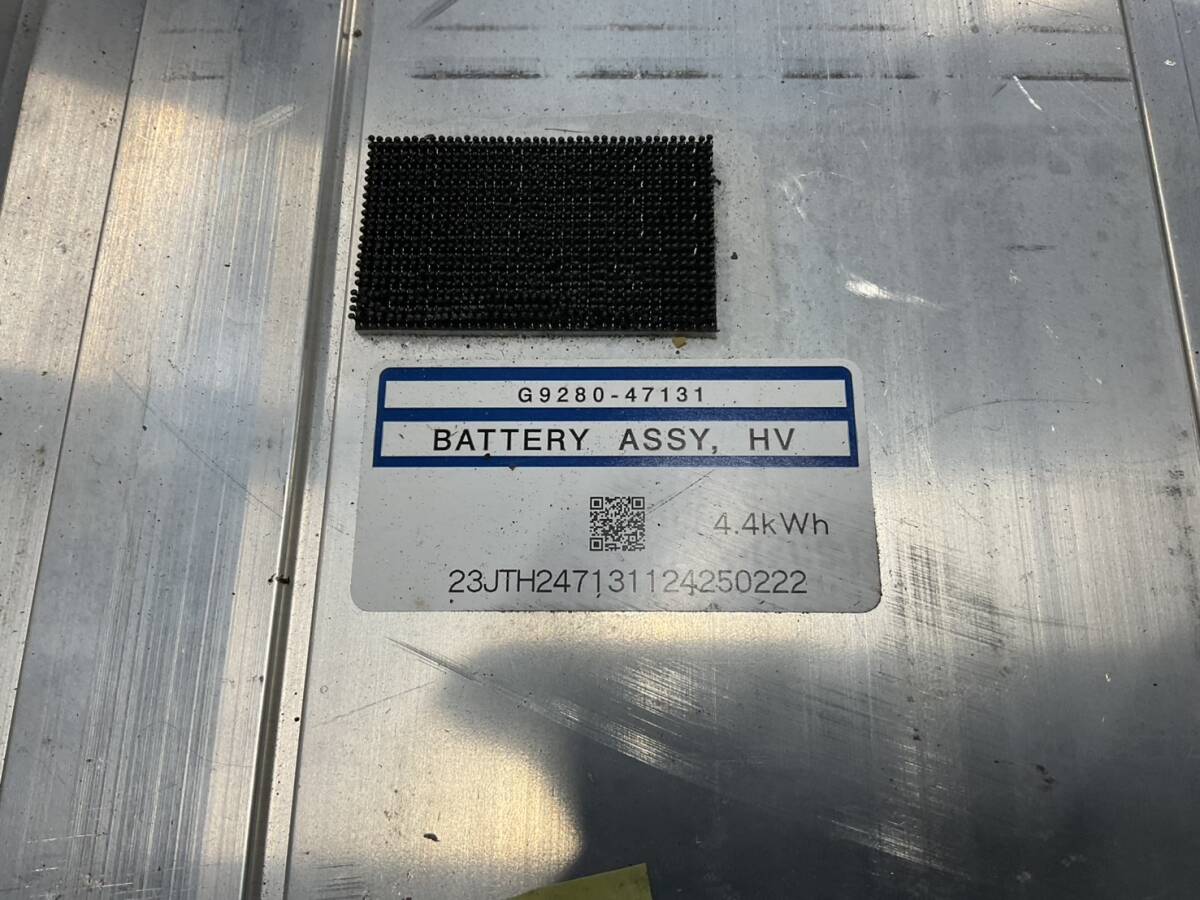 G9280-47131
BATTERY ASSY, HV
4.4kWh
23JTH247131124250222